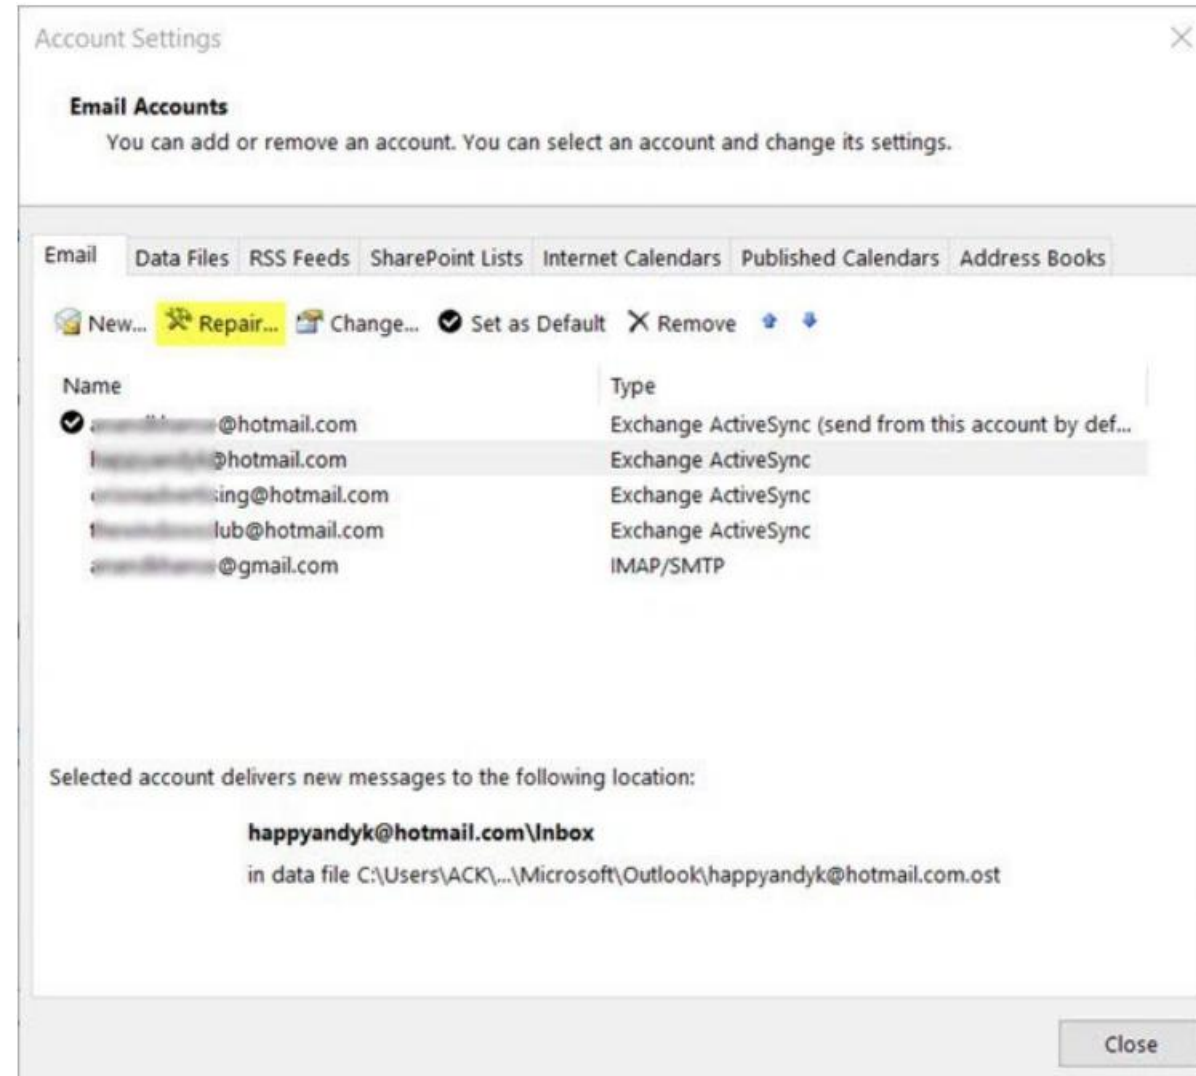 Account Settings
Email Accounts
You can add or remove an account. You can select an account and change its settings.
Email Data Files RSS Feeds SharePoint Lists Internet Calendars Published Calendars Address Books
New... Repair... Change... Set as Default Remove
Name Type
@hotmail.com Exchange ActiveSync (send from this account by def...
@hotmail.com Exchange ActiveSync
ing@hotmail.com Exchange ActiveSync
lub@hotmail.com Exchange ActiveSync
@gmail.com IMAP/SMTP
Selected account delivers new messages to the following location:
happyandyk@hotmail.com\Inbox
in data file C:\Users\ACK\...\Microsoft\Outlook\happyandyk@hotmail.com.ost
Close